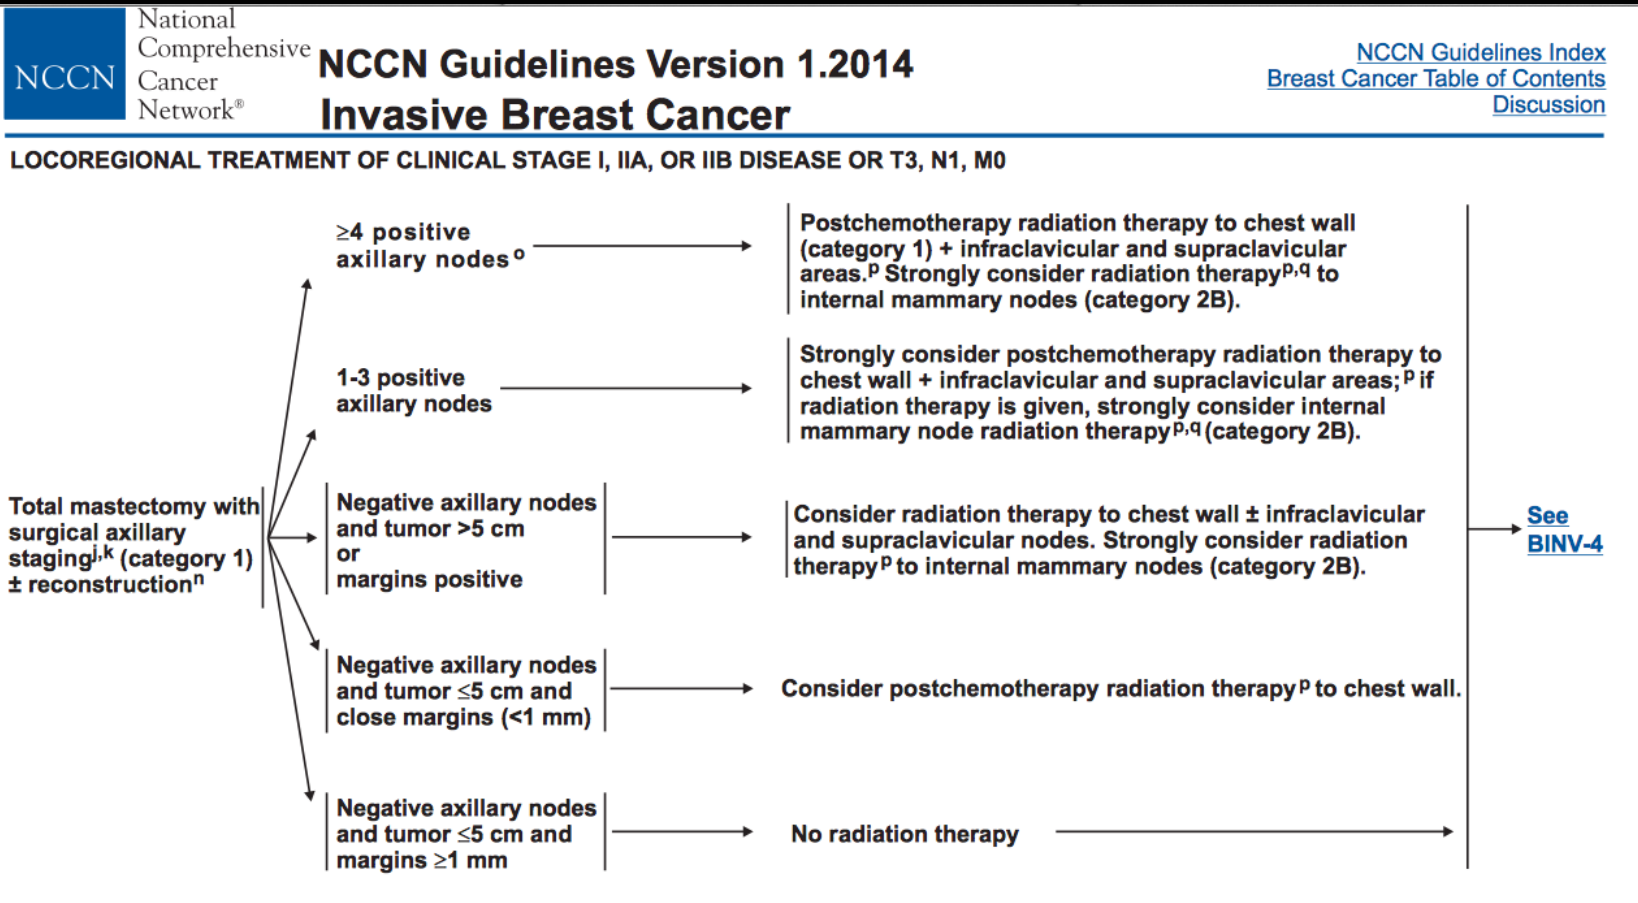 National
Comprehensive
NCCN Cancer
Network®
NCCN Guidelines Version 1.2014
Invasive Breast Cancer
NCCN Guidelines Index
Breast Cancer Table of Contents
Discussion
LOCOREGIONAL TREATMENT OF CLINICAL STAGE I, IIA, OR IIB DISEASE OR T3, N1, M0
Total mastectomy with
surgical axillary
staging j,k (category 1)
± reconstruction n
≥4 positive
axillary nodes o
Postchemotherapy radiation therapy to chest wall
(category 1) + infraclavicular and supraclavicular
areas. p Strongly consider radiation therapy p,q to
internal mammary nodes (category 2B).
1-3 positive
axillary nodes
Strongly consider postchemotherapy radiation therapy to
chest wall + infraclavicular and supraclavicular areas; p if
radiation therapy is given, strongly consider internal
mammary node radiation therapy p,q (category 2B).
Negative axillary nodes
and tumor >5 cm
or
margins positive
Consider radiation therapy to chest wall ± infraclavicular
and supraclavicular nodes. Strongly consider radiation
therapy p to internal mammary nodes (category 2B).
Negative axillary nodes
and tumor ≤5 cm and
close margins (<1 mm)
Consider postchemotherapy radiation therapy p to chest wall.
Negative axillary nodes
and tumor ≤5 cm and
margins ≥1 mm
No radiation therapy
See
BINV-4